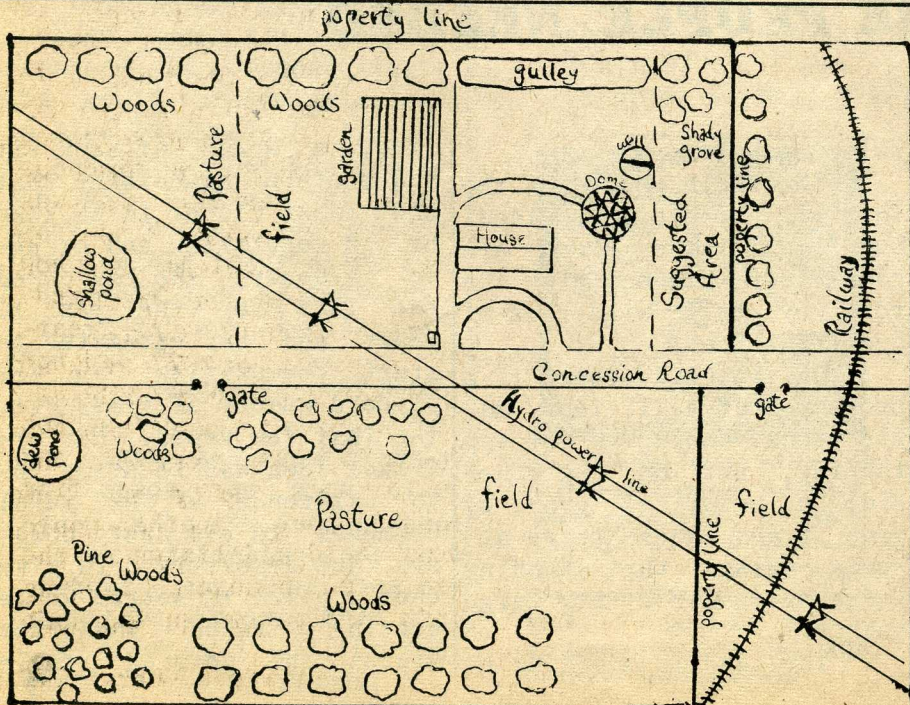 poperty line
Woods
Woods
gulley
Pasture
field
garden
well
Dome
Shady
grove
House
Suggested
Area
poperty line
Railway
Shallow
pond
Concession Road
gate
gate
dew
pond
Woods
Hydro power line
Pasture
field
field
poperty line
Pine
Woods
Woods